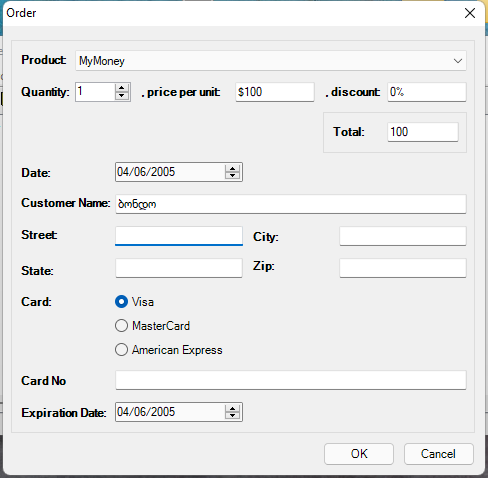 Order
Product: MyMoney
Quantity: 1 , price per unit: $100 , discount: 0%
Total: 100
Date: 04/06/2005
Customer Name: ბონდო
Street: City:
State: Zip:
Card: Visa
MasterCard
American Express
Card No
Expiration Date: 04/06/2005
OK Cancel